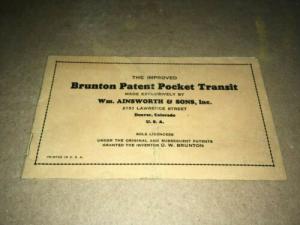 THE IMPROVED
Brunton Patent Pocket Transit
MADE EXCLUSIVELY BY
Wm. AINSWORTH & SONS, Inc.
2151 LAWRENCE STREET
Denver, Colorado
U. S. A.
SOLE LICENSEES
UNDER THE ORIGINAL AND SUBSEQUENT PATENTS
GRANTED THE INVENTOR D. W. BRUNTON
PRINTED IN U. S. A.